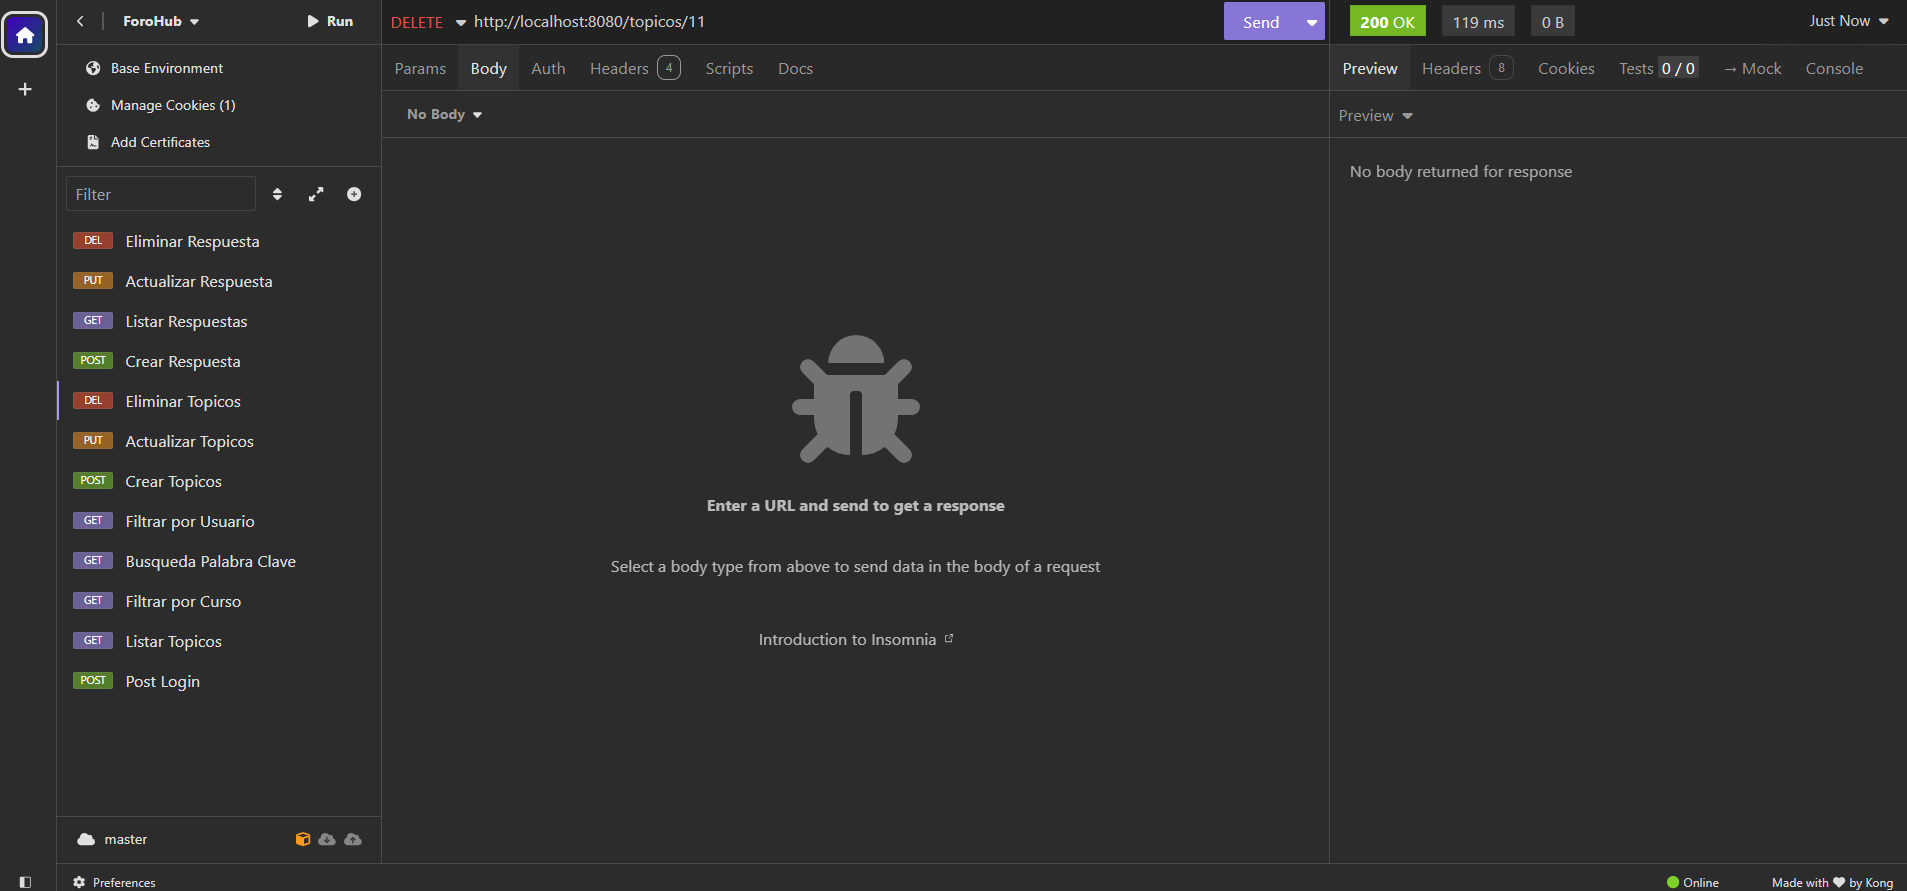 ForoHub
Run
Base Environment
Manage Cookies (1)
Add Certificates
Filter
DEL Eliminar Respuesta
PUT Actualizar Respuesta
GET Listar Respuestas
POST Crear Respuesta
DEL Eliminar Topicos
PUT Actualizar Topicos
POST Crear Topicos
GET Filtrar por Usuario
GET Busqueda Palabra Clave
GET Filtrar por Curso
GET Listar Topicos
POST Post Login
master
Preferences
DELETE http://localhost:8080/topicos/11 Send
Params Body Auth Headers 4 Scripts Docs
No Body
Enter a URL and send to get a response
Select a body type from above to send data in the body of a request
Introduction to Insomnia
200 OK 119 ms 0 B Just Now
Preview Headers 8 Cookies Tests 0 / 0 → Mock Console
Preview
No body returned for response
Online Made with ❤ by Kong